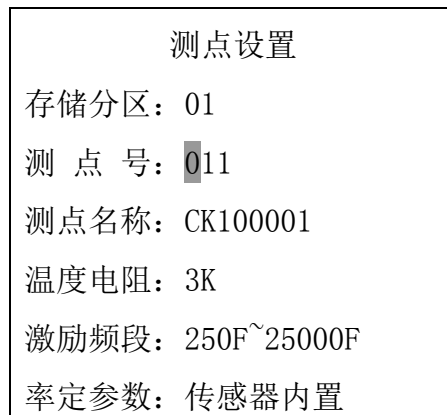 测点设置
存储分区：01
测 点 号：011
测点名称：CK100001
温度电阻：3K
激励频段：250F~25000F
率定参数：传感器内置